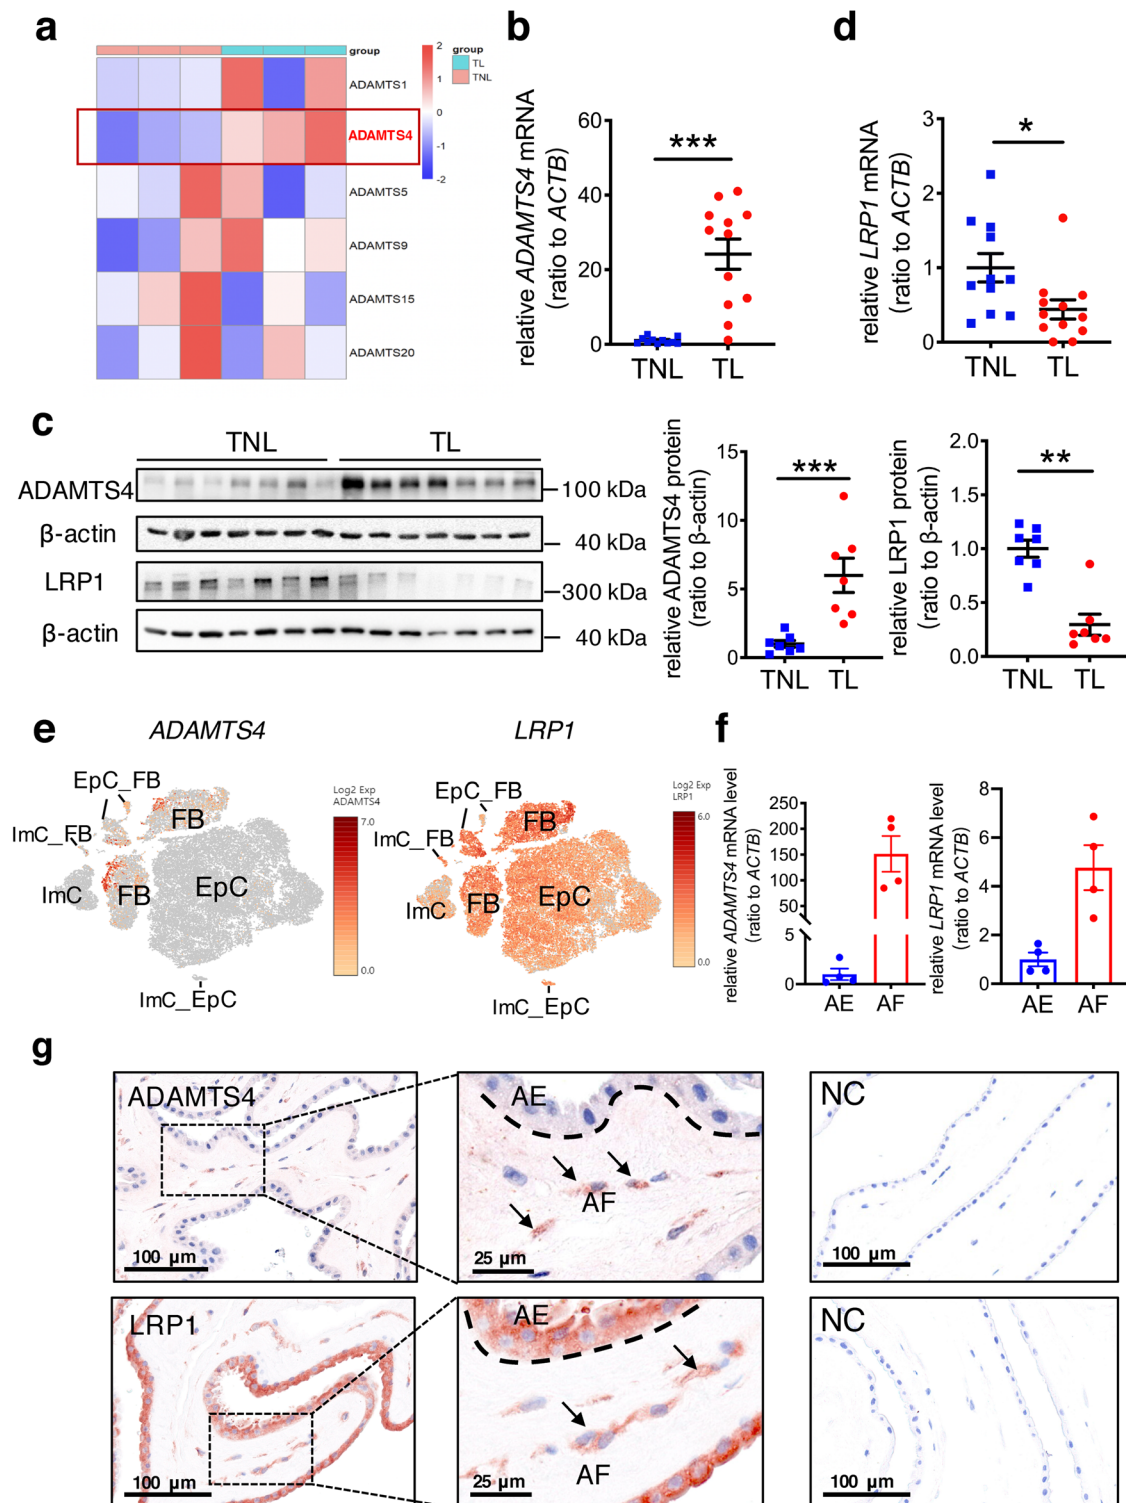 a
group
ADAMTS1
ADAMTS4
ADAMTS5
ADAMTS9
ADAMTS15
ADAMTS20
2
1
0
-1
-2
group
TL
TNL
b
relative ADAMTS4 mRNA
(ratio to ACTB)
60
40
20
0
***
TNL TL
d
relative LRP1 mRNA
(ratio to ACTB)
3
2
1
0
*
TNL TL
c
TNL TL
ADAMTS4
100 kDa
β-actin
40 kDa
LRP1
300 kDa
β-actin
40 kDa
relative ADAMTS4 protein
(ratio to β-actin)
15
10
5
0
***
TNL TL
relative LRP1 protein
(ratio to β-actin)
2.0
1.5
1.0
0.5
0.0
**
TNL TL
e
ADAMTS4
EpC_FB
ImC_FB
FB
ImC
FB
EpC
ImC_EpC
Log2 Exp
ADAMTS4
7.0
0.0
LRP1
EpC_FB
ImC_FB
FB
ImC
FB
EpC
ImC_EpC
Log2 Exp
LRP1
6.0
0.0
f
relative ADAMTS4 mRNA level
(ratio to ACTB)
250
200
150
100
50
5
0
AE AF
relative LRP1 mRNA level
(ratio to ACTB)
8
6
4
2
0
AE AF
g
ADAMTS4
100 µm
AE
AF
25 µm
NC
100 µm
LRP1
100 µm
AE
AF
25 µm
NC
100 µm